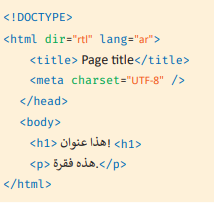 <!DOCTYPE>
<html dir="rtl" lang="ar">
<title> Page title</title>
<meta charset="UTF-8" />
</head>
<body>
<h1> هذا عنوان! <h1>
<p> هذه فقرة.</p>
</html>